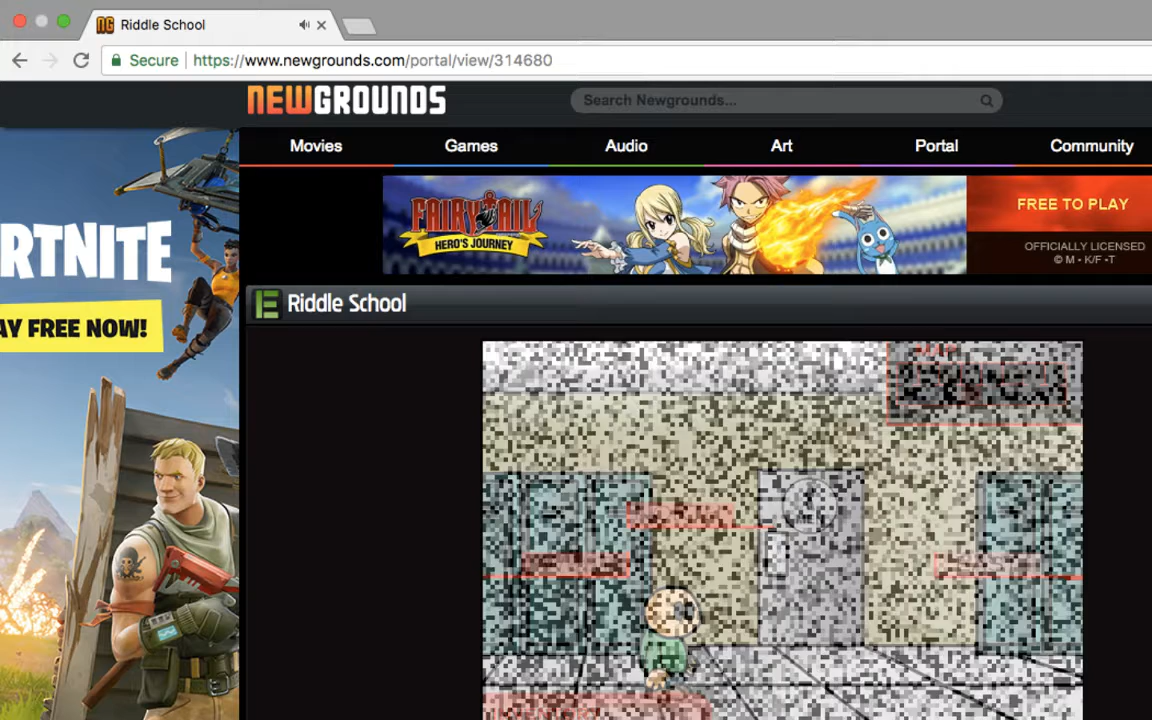 NG Riddle School
Secure https://www.newgrounds.com/portal/view/314680
NEWGROUNDS
Search Newgrounds...
Movies Games Audio Art Portal Community
FAIRY TAIL
HERO'S JOURNEY
FREE TO PLAY
OFFICIALLY LICENSED
© M • K/F • T
RTNITE
AY FREE NOW!
E Riddle School